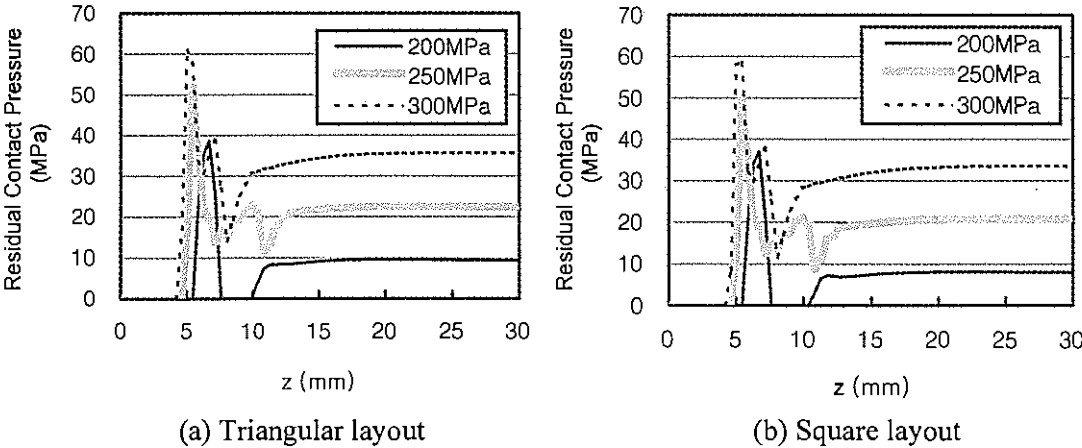 Residual Contact Pressure
(MPa)
70
60
50
40
30
20
10
0
200MPa
250MPa
300MPa
0 5 10 15 20 25 30
z (mm)
(a) Triangular layout
Residual Contact Pressure
(MPa)
70
60
50
40
30
20
10
0
200MPa
250MPa
300MPa
0 5 10 15 20 25 30
z (mm)
(b) Square layout